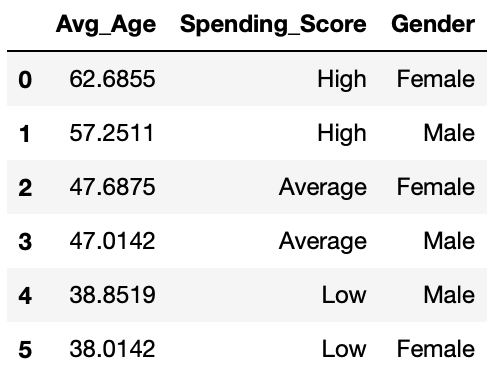 Avg_Age Spending_Score Gender
0 62.6855 High Female
1 57.2511 High Male
2 47.6875 Average Female
3 47.0142 Average Male
4 38.8519 Low Male
5 38.0142 Low Female